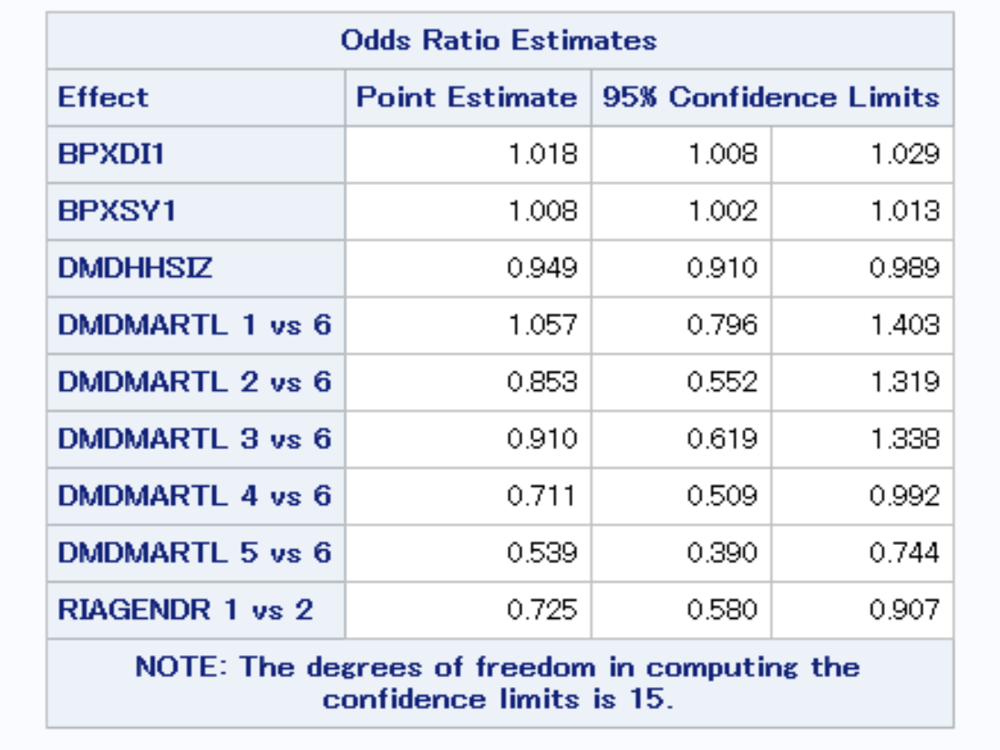 Odds Ratio Estimates
Effect Point Estimate 95% Confidence Limits
BPXDI1 1.018 1.008 1.029
BPXSY1 1.008 1.002 1.013
DMDHHSIZ 0.949 0.910 0.989
DMDMARTL 1 vs 6 1.057 0.796 1.403
DMDMARTL 2 vs 6 0.853 0.552 1.319
DMDMARTL 3 vs 6 0.910 0.619 1.338
DMDMARTL 4 vs 6 0.711 0.509 0.992
DMDMARTL 5 vs 6 0.539 0.390 0.744
RIAGENDR 1 vs 2 0.725 0.580 0.907
NOTE: The degrees of freedom in computing the
confidence limits is 15.